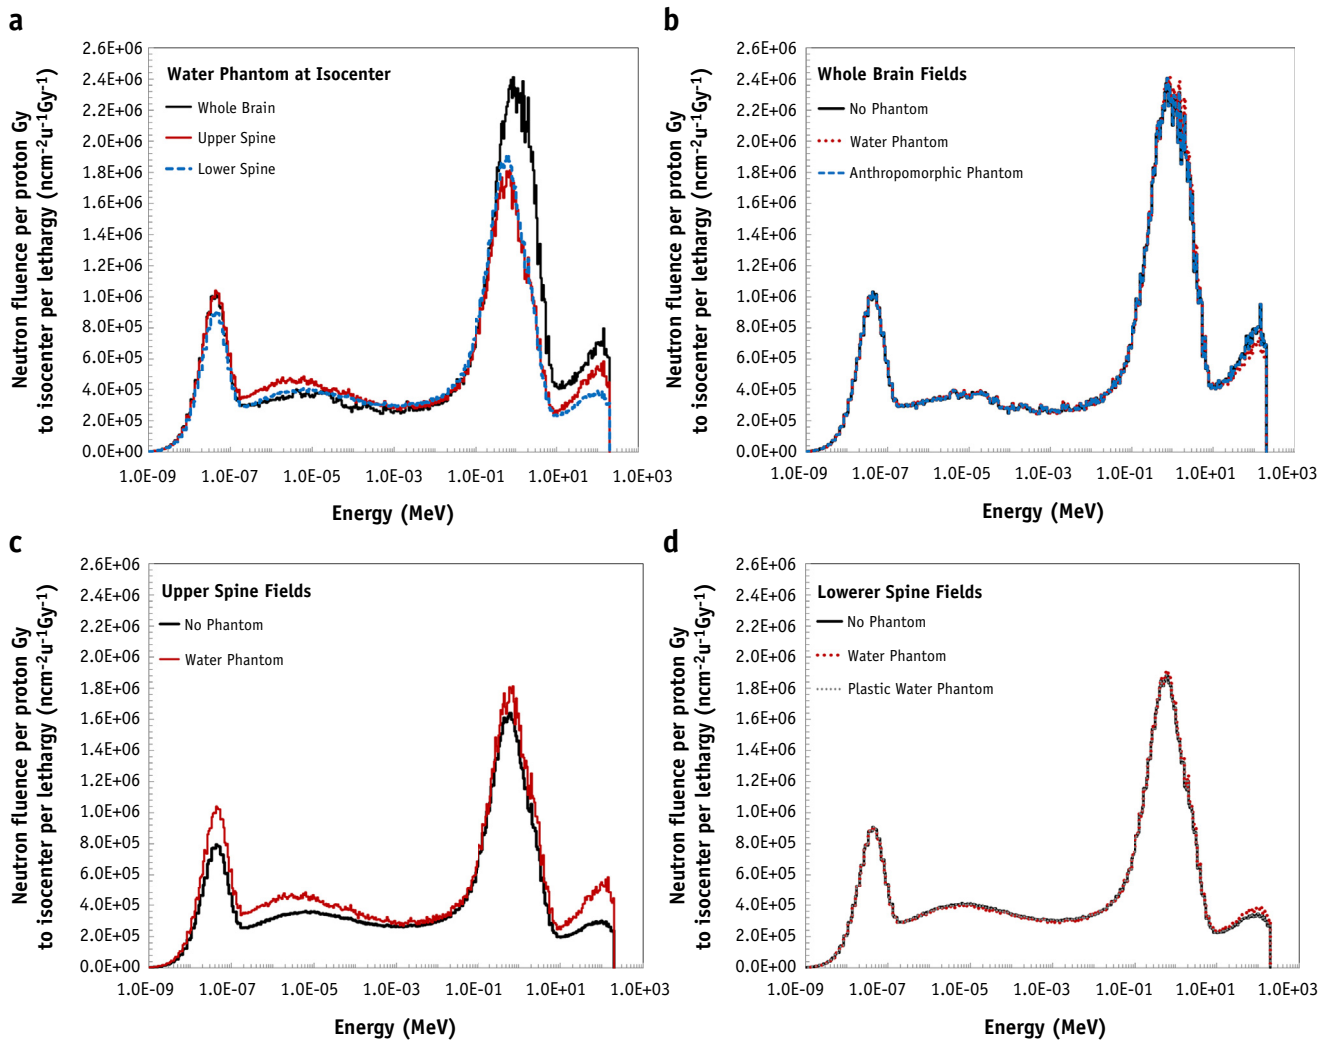 a
Neutron fluence per proton Gy
to isocenter per lethargy (ncm-2u-1Gy-1)
2.6E+06
2.4E+06
2.2E+06
2.0E+06
1.8E+06
1.6E+06
1.4E+06
1.2E+06
1.0E+06
8.0E+05
6.0E+05
4.0E+05
2.0E+05
0.0E+00
Water Phantom at Isocenter
Whole Brain
Upper Spine
Lower Spine
1.0E-09 1.0E-07 1.0E-05 1.0E-03 1.0E-01 1.0E+01 1.0E+03
Energy (MeV)
b
Neutron fluence per proton Gy
to isocenter per lethargy (ncm-2u-1Gy-1)
2.6E+06
2.4E+06
2.2E+06
2.0E+06
1.8E+06
1.6E+06
1.4E+06
1.2E+06
1.0E+06
8.0E+05
6.0E+05
4.0E+05
2.0E+05
0.0E+00
Whole Brain Fields
No Phantom
Water Phantom
Anthropomorphic Phantom
1.0E-09 1.0E-07 1.0E-05 1.0E-03 1.0E-01 1.0E+01 1.0E+03
Energy (MeV)
c
Neutron fluence per proton Gy
to isocenter per lethargy (ncm-2u-1Gy-1)
2.6E+06
2.4E+06
2.2E+06
2.0E+06
1.8E+06
1.6E+06
1.4E+06
1.2E+06
1.0E+06
8.0E+05
6.0E+05
4.0E+05
2.0E+05
0.0E+00
Upper Spine Fields
No Phantom
Water Phantom
1.0E-09 1.0E-07 1.0E-05 1.0E-03 1.0E-01 1.0E+01 1.0E+03
Energy (MeV)
d
Neutron fluence per proton Gy
to isocenter per lethargy (ncm-2u-1Gy-1)
2.6E+06
2.4E+06
2.2E+06
2.0E+06
1.8E+06
1.6E+06
1.4E+06
1.2E+06
1.0E+06
8.0E+05
6.0E+05
4.0E+05
2.0E+05
0.0E+00
Lowerer Spine Fields
No Phantom
Water Phantom
Plastic Water Phantom
1.0E-09 1.0E-07 1.0E-05 1.0E-03 1.0E-01 1.0E+01 1.0E+03
Energy (MeV)